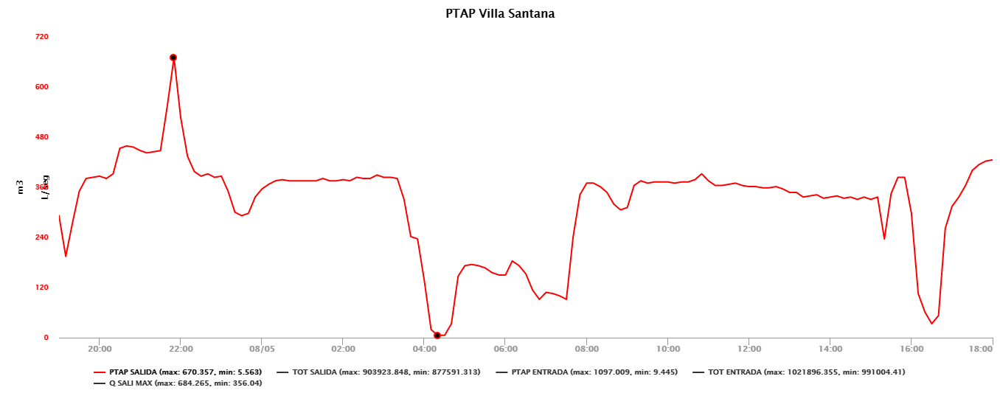 PTAP Villa Santana
720
600
480
360
240
120
0
m3
L/seg
20:00 22:00 08/05 02:00 04:00 06:00 08:00 10:00 12:00 14:00 16:00 18:00
PTAP SALIDA (max: 670.357, min: 5.563) TOT SALIDA (max: 903923.848, min: 877591.313) PTAP ENTRADA (max: 1097.009, min: 9.445) TOT ENTRADA (max: 1021896.355, min: 991004.41)
Q SALI MAX (max: 684.265, min: 356.04)